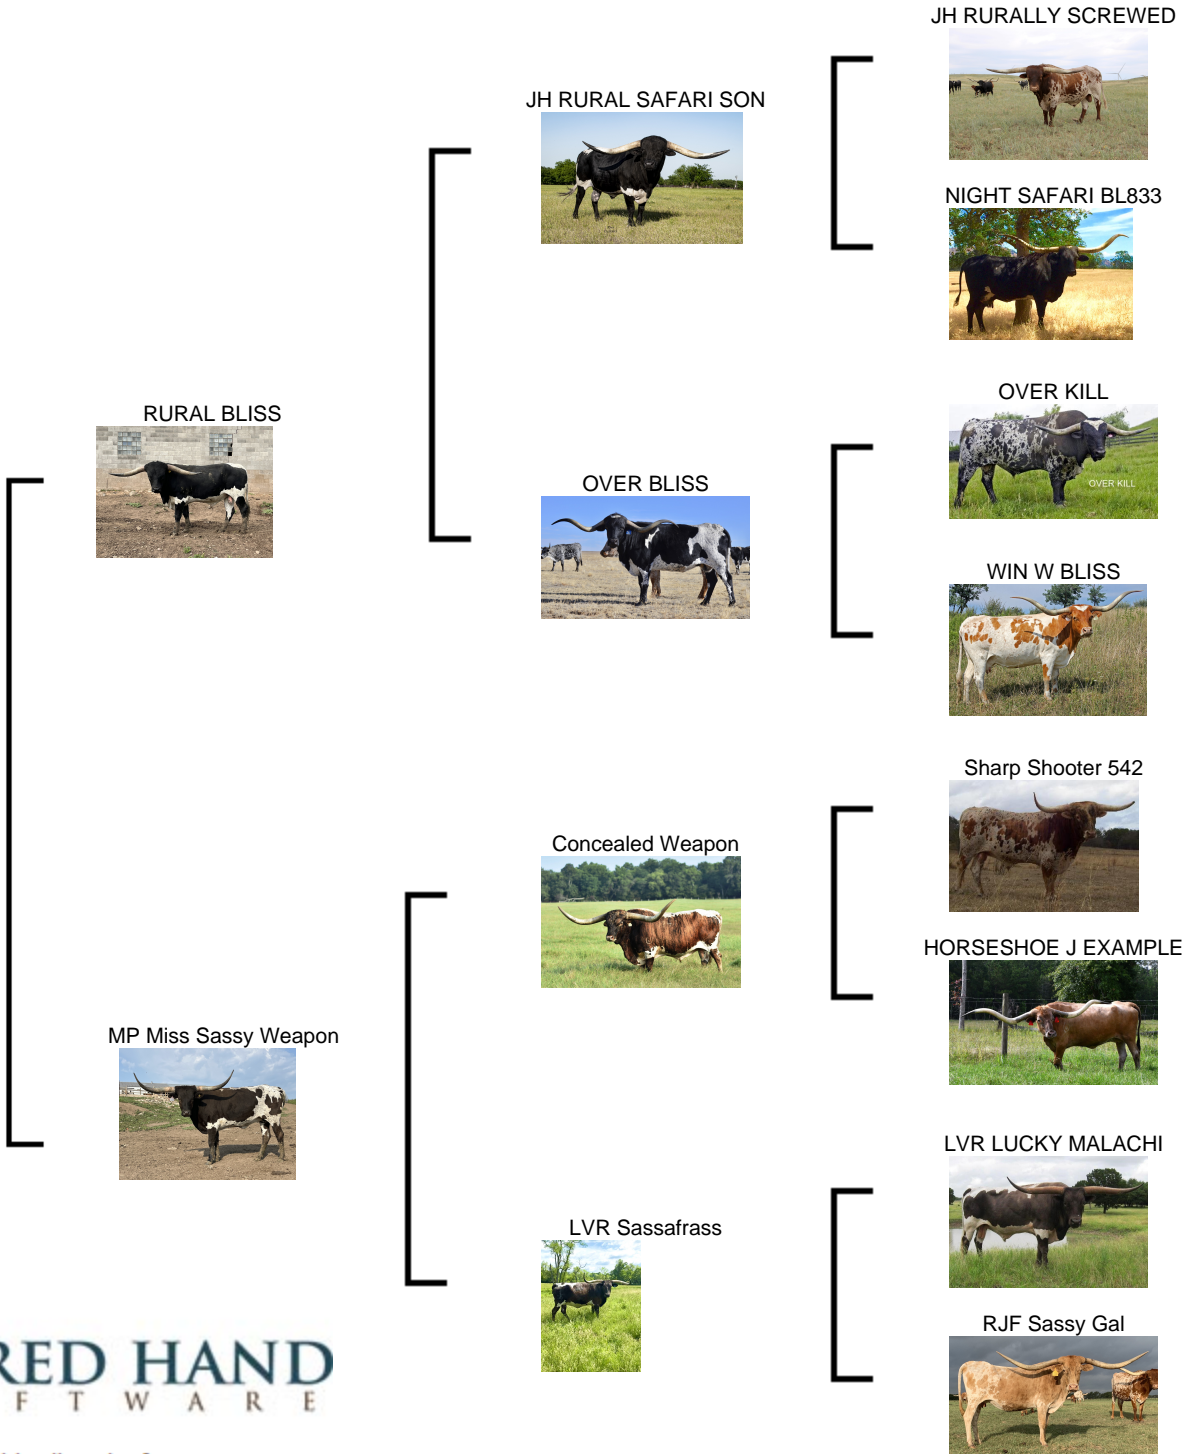 JH RURALLY SCREWED
JH RURAL SAFARI SON
NIGHT SAFARI BL833
RURAL BLISS
OVER KILL
OVER KILL
OVER BLISS
WIN W BLISS
Sharp Shooter 542
Concealed Weapon
HORSESHOE J EXAMPLE
MP Miss Sassy Weapon
LVR LUCKY MALACHI
LVR Sassafrass
RJF Sassy Gal
RED HAND
F T W A R E